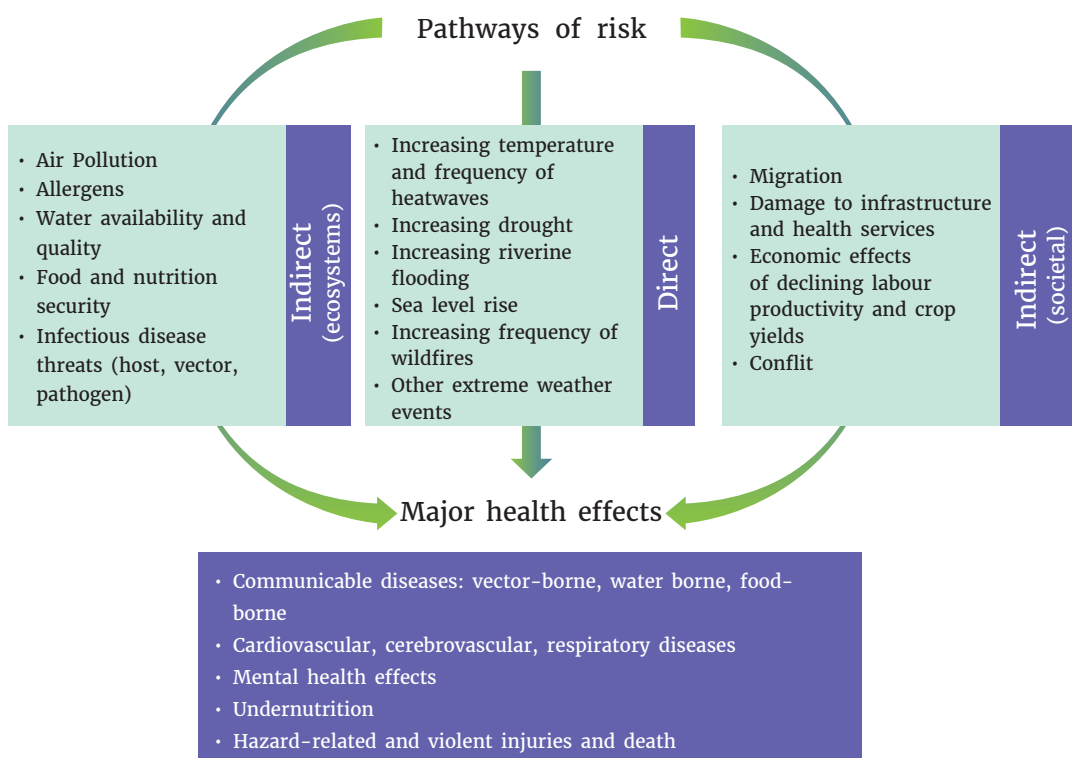 Pathways of risk
• Air Pollution
• Allergens
• Water availability and
quality
• Food and nutrition
security
• Infectious disease
threats (host, vector,
pathogen)
Indirect
(ecosystems)
• Increasing temperature
and frequency of
heatwaves
• Increasing drought
• Increasing riverine
flooding
• Sea level rise
• Increasing frequency of
wildfires
• Other extreme weather
events
Direct
• Migration
• Damage to infrastructure
and health services
• Economic effects
of declining labour
productivity and crop
yields
• Conflit
Indirect
(societal)
Major health effects
• Communicable diseases: vector-borne, water borne, food-
borne
• Cardiovascular, cerebrovascular, respiratory diseases
• Mental health effects
• Undernutrition
• Hazard-related and violent injuries and death